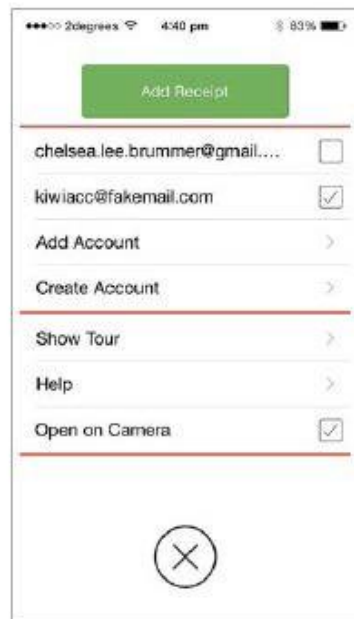 2degrees 4:40 pm 83%
Add Receipt
chelsea.lee.brummer@gmail....
kiwiacc@fakemail.com
Add Account
Create Account
Show Tour
Help
Open on Camera